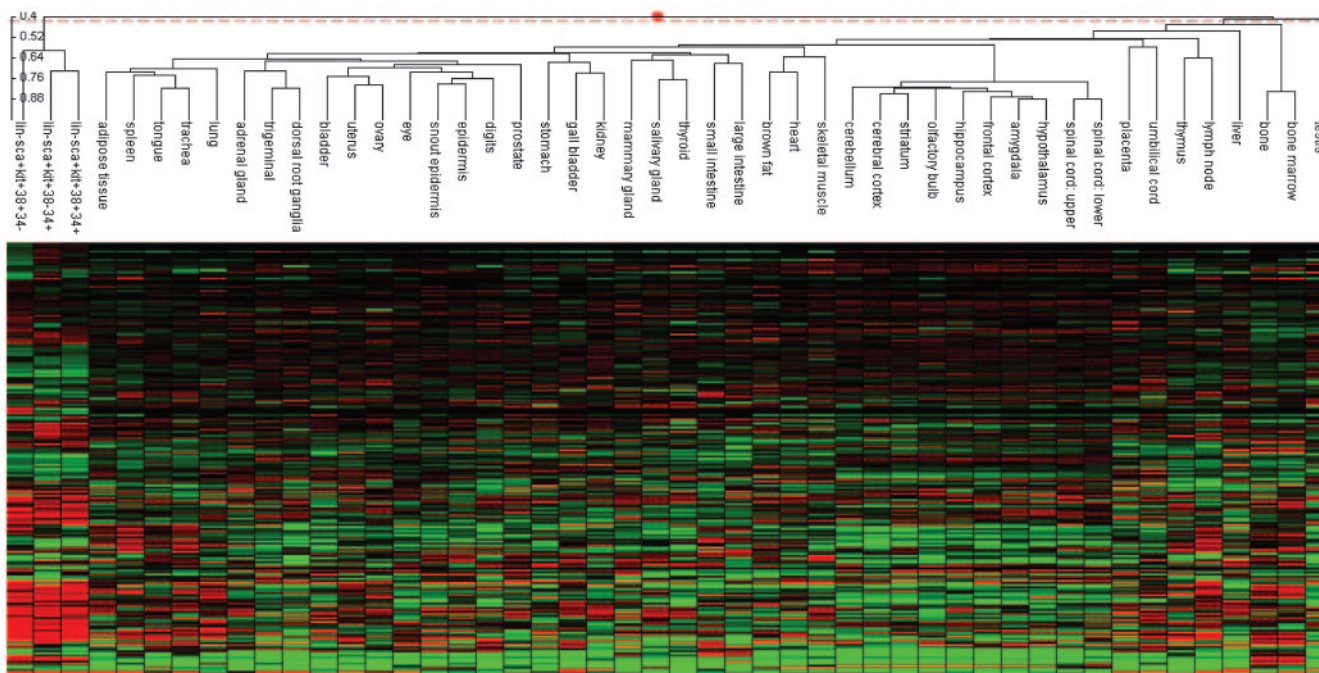 0.4
0.52
0.64
0.76
0.88
lin-sca+kit+38+34-
lin-sca+kit+38-34+
lin-sca+kit+38+34+
adipose tissue
spleen
tongue
trachea
lung
adrenal gland
trigeminal
dorsal root ganglia
bladder
uterus
ovary
eye
snout epidermis
epidermis
digits
prostate
stomach
gall bladder
kidney
mammary gland
salivary gland
thyroid
small intestine
large intestine
brown fat
heart
skeletal muscle
cerebellum
cerebral cortex
striatum
olfactory bulb
hippocampus
frontal cortex
amygdala
hypothalamus
spinal cord: upper
spinal cord: lower
placenta
umbilical cord
thymus
lymph node
liver
bone
bone marrow
testis